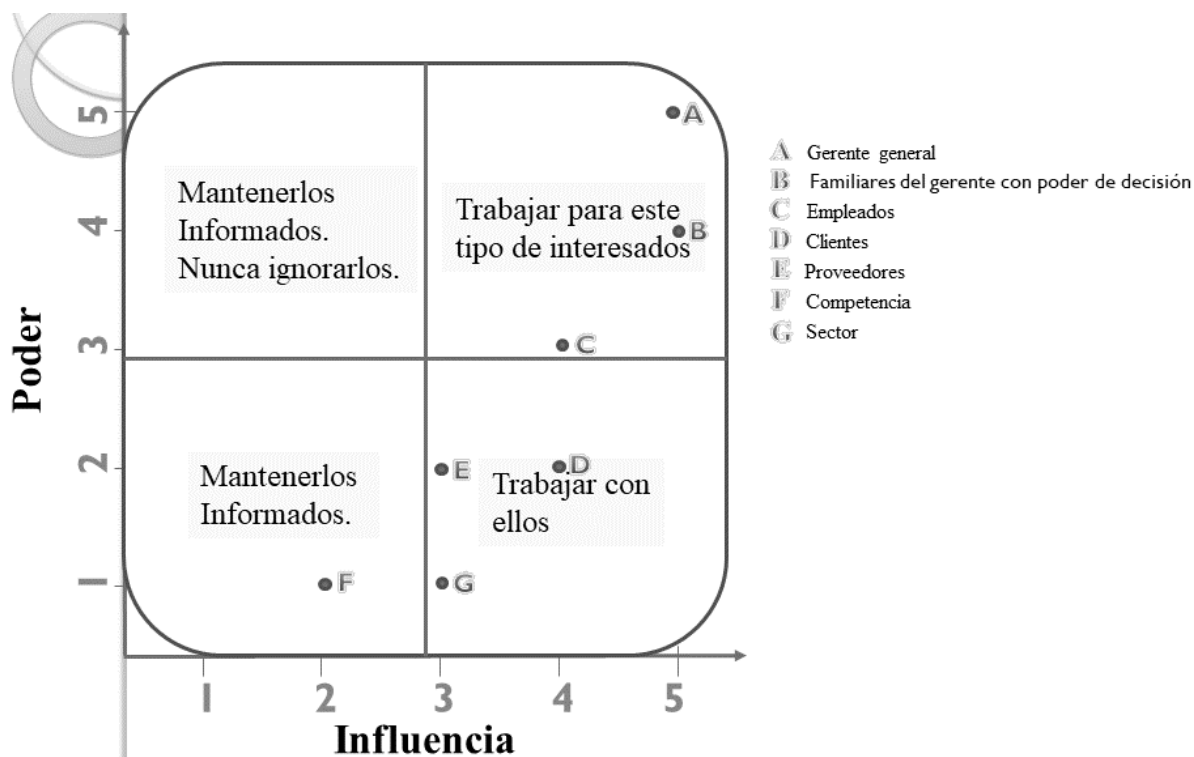 Poder
5
4
3
2
1
Mantenerlos
Informados.
Nunca ignorarlos.
Trabajar para este
tipo de interesados
A
B
C
Mantenerlos
Informados.
E
D
Trabajar con
ellos
F
G
1 2 3 4 5
Influencia
A Gerente general
B Familiares del gerente con poder de decisión
C Empleados
D Clientes
E Proveedores
F Competencia
G Sector